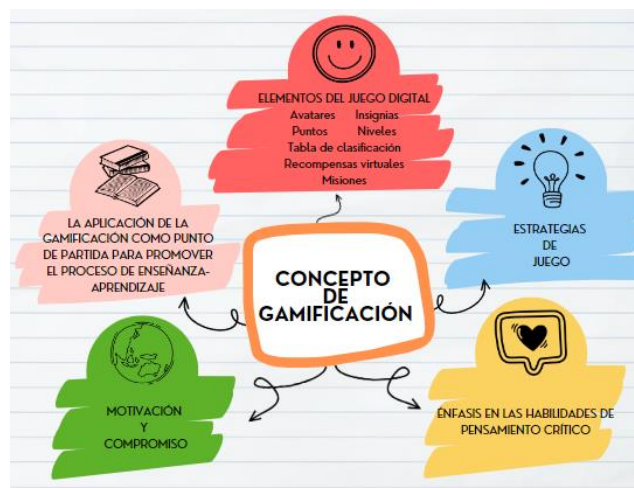 ELEMENTOS DEL JUEGO DIGITAL
Avatares Insignias
Puntos Niveles
Tabla de clasificación
Recompensas virtuales
Misiones
LA APLICACIÓN DE LA
GAMIFICACIÓN COMO PUNTO
DE PARTIDA PARA PROMOVER
EL PROCESO DE ENSEÑANZA-
APRENDIZAJE
ESTRATEGIAS
DE
JUEGO
CONCEPTO
DE
GAMIFICACIÓN
MOTIVACIÓN
Y
COMPROMISO
ÉNFASIS EN LAS HABILIDADES DE
PENSAMIENTO CRÍTICO